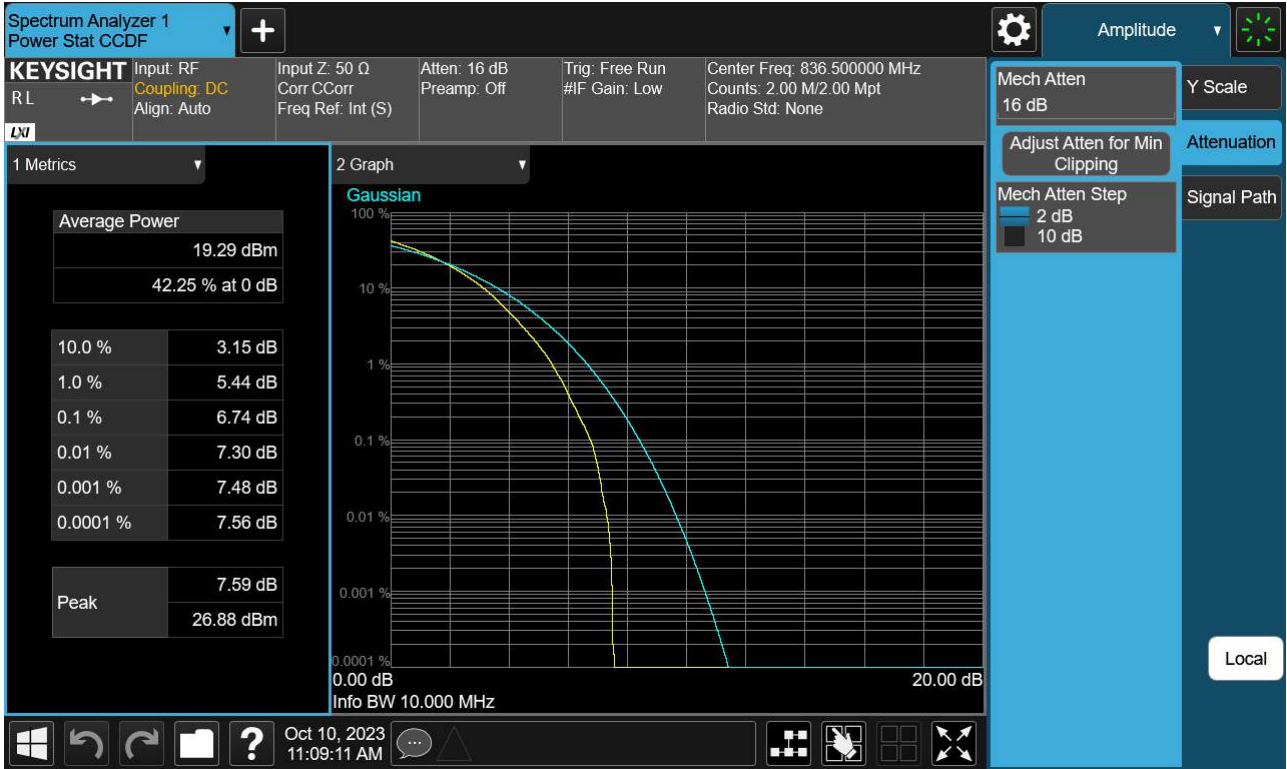 Spectrum Analyzer 1
Power Stat CCDF
Amplitude
KEYSIGHT
R L
LXI
Input: RF
Coupling: DC
Align: Auto
Input Z: 50 Ω
Corr CCorr
Freq Ref: Int (S)
Atten: 16 dB
Preamp: Off
Trig: Free Run
#IF Gain: Low
Center Freq: 836.500000 MHz
Counts: 2.00 M/2.00 Mpt
Radio Std: None
1 Metrics
Average Power
19.29 dBm
42.25 % at 0 dB
10.0 % 3.15 dB
1.0 % 5.44 dB
0.1 % 6.74 dB
0.01 % 7.30 dB
0.001 % 7.48 dB
0.0001 % 7.56 dB
Peak
7.59 dB
26.88 dBm
2 Graph
Gaussian
100 %
10 %
1 %
0.1 %
0.01 %
0.001 %
0.0001 %
0.00 dB 20.00 dB
Info BW 10.000 MHz
Mech Atten
16 dB
Adjust Atten for Min
Clipping
Mech Atten Step
2 dB
10 dB
Y Scale
Attenuation
Signal Path
Local
?
Oct 10, 2023
11:09:11 AM